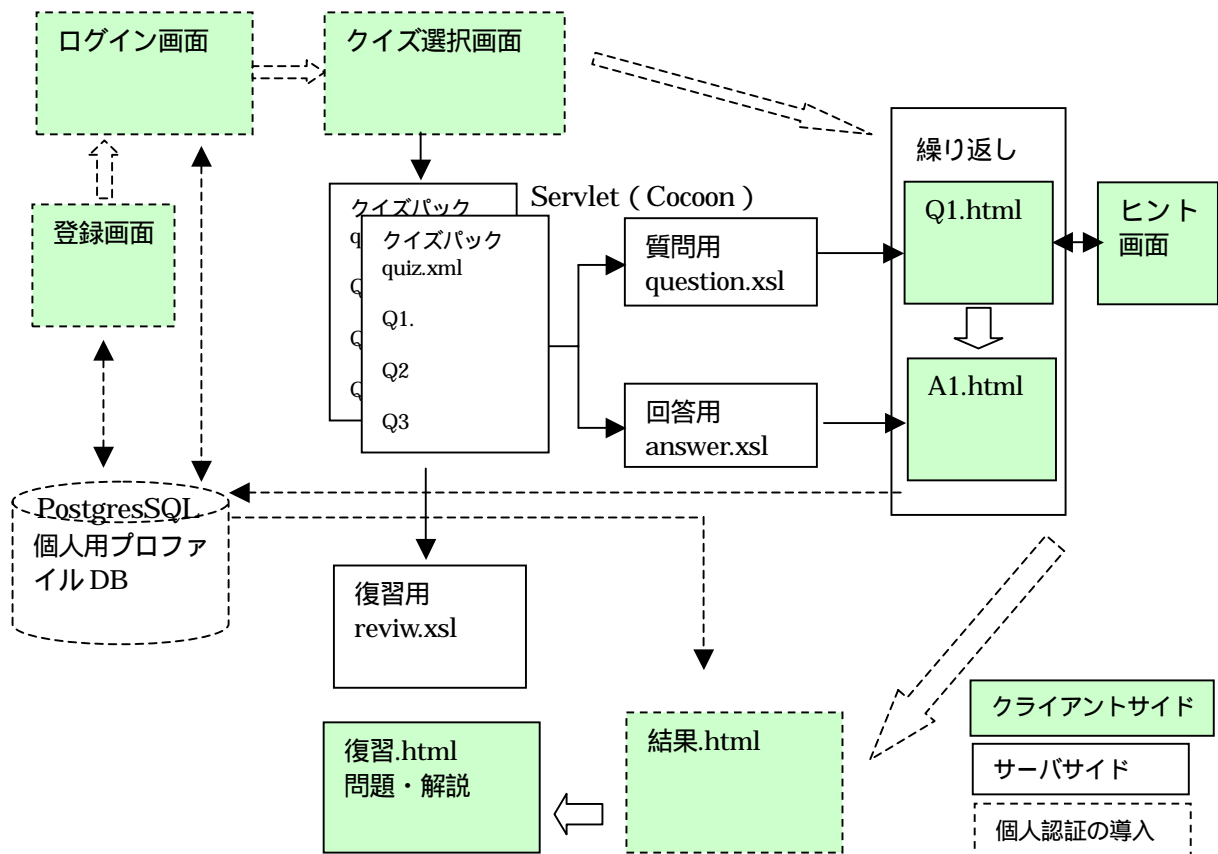 ログイン画面
クイズ選択画面
登録画面
Servlet（Cocoon）
クイズパック
q
Q
Q
Q
クイズパック
quiz.xml
Q1.
Q2
Q3
質問用
question.xsl
回答用
answer.xsl
繰り返し
Q1.html
A1.html
ヒント
画面
PostgresSQL
個人用プロファ
イル DB
復習用
reviw.xsl
復習.html
問題・解説
結果.html
クライアントサイド
サーバサイド
個人認証の導入